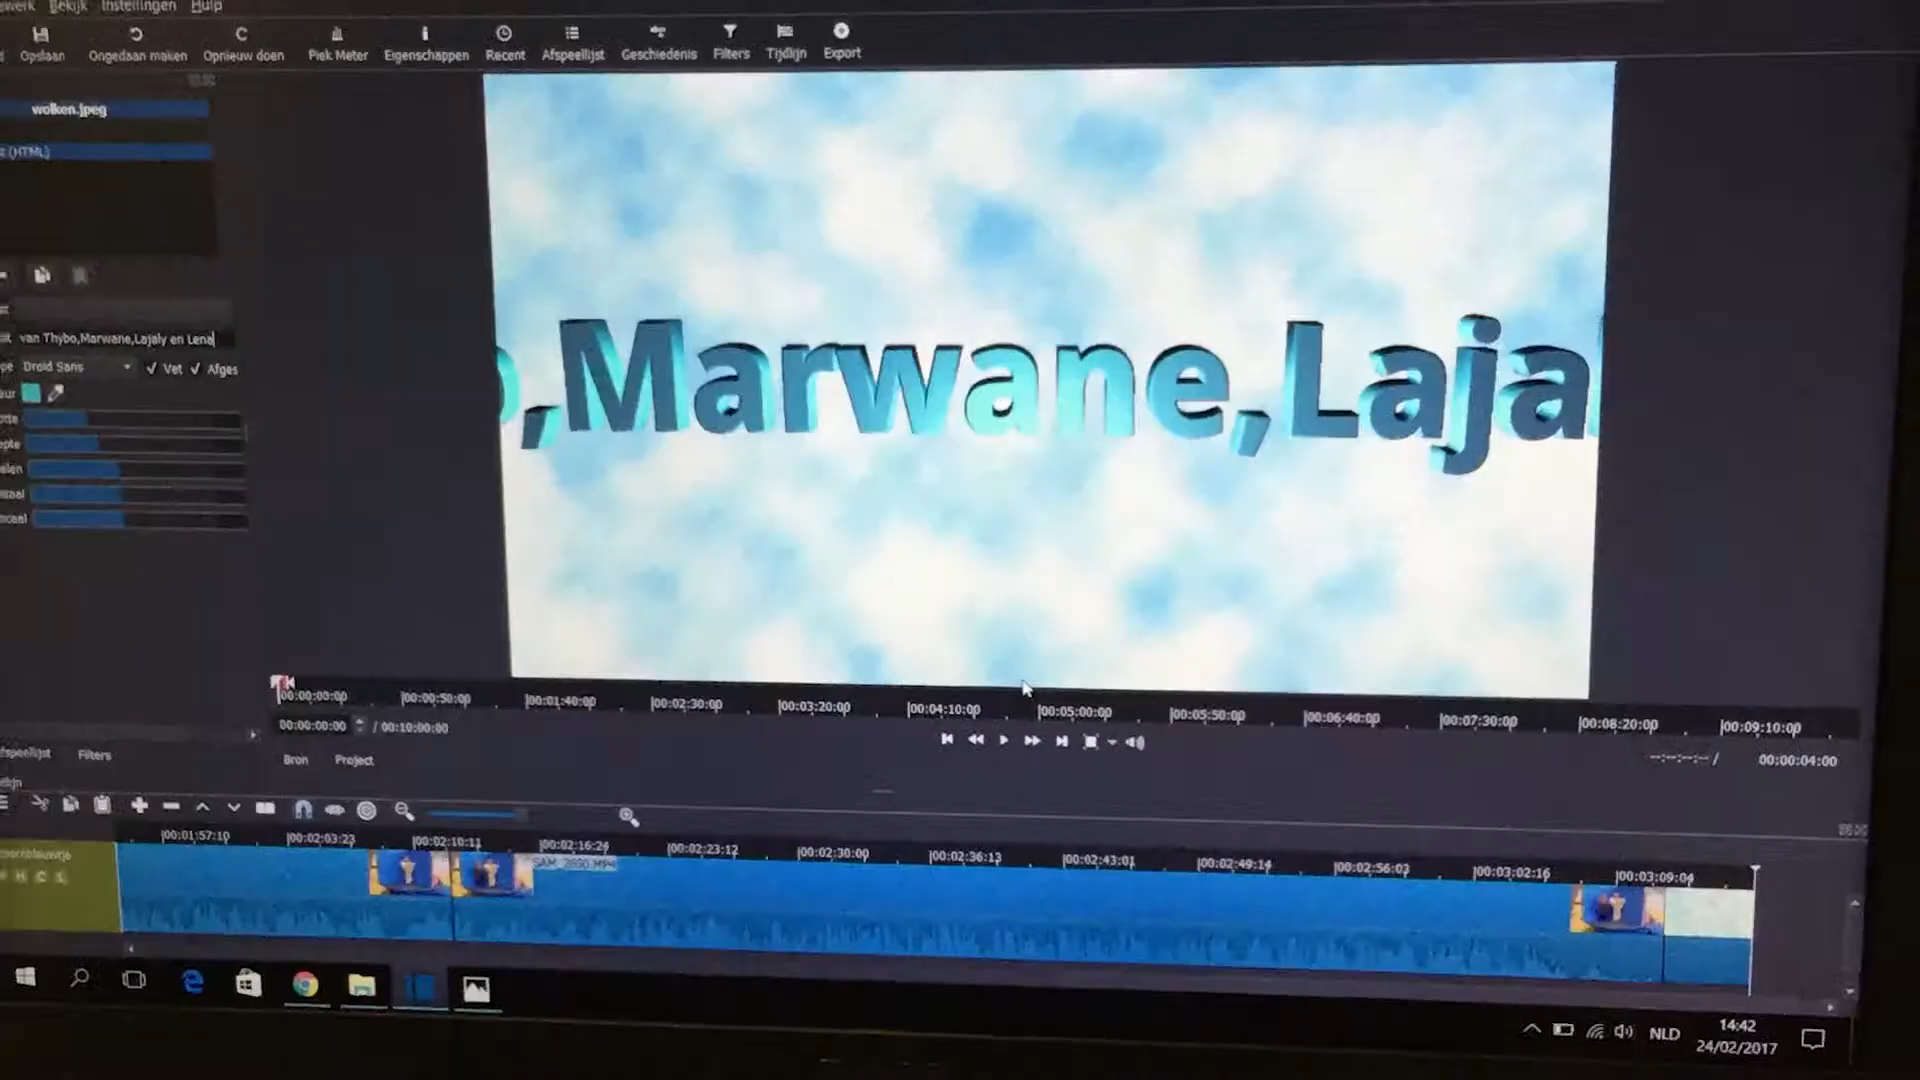 Bekijk Instellingen Hulp
Opslaan Ongedaan maken Opnieuw doen Piek Meter Eigenschappen Recent Afspeellijst Geschiedenis Filters Tijdlijn Export
wolken.jpeg
(HTML)
,Marwane,Laja
van Thybo,Marwane,Lajaly en Lena
Droid Sans Vet Afges
00:00:00:00 00:00:50:00 00:01:40:00 00:02:30:00 00:03:20:00 00:04:10:00 00:05:00:00 00:05:50:00 00:06:40:00 00:07:30:00 00:08:20:00 00:09:10:00
00:00:00:00 / 00:10:00:00
--:--:--:-- / 00:00:04:00
Bron Project
Filters
00:01:57:10 00:02:03:23 00:02:10:11 00:02:16:24 00:02:23:12 00:02:30:00 00:02:36:13 00:02:43:01 00:02:49:14 00:02:56:03 00:03:02:16 00:03:09:04
NLD
14:42
24/02/2017